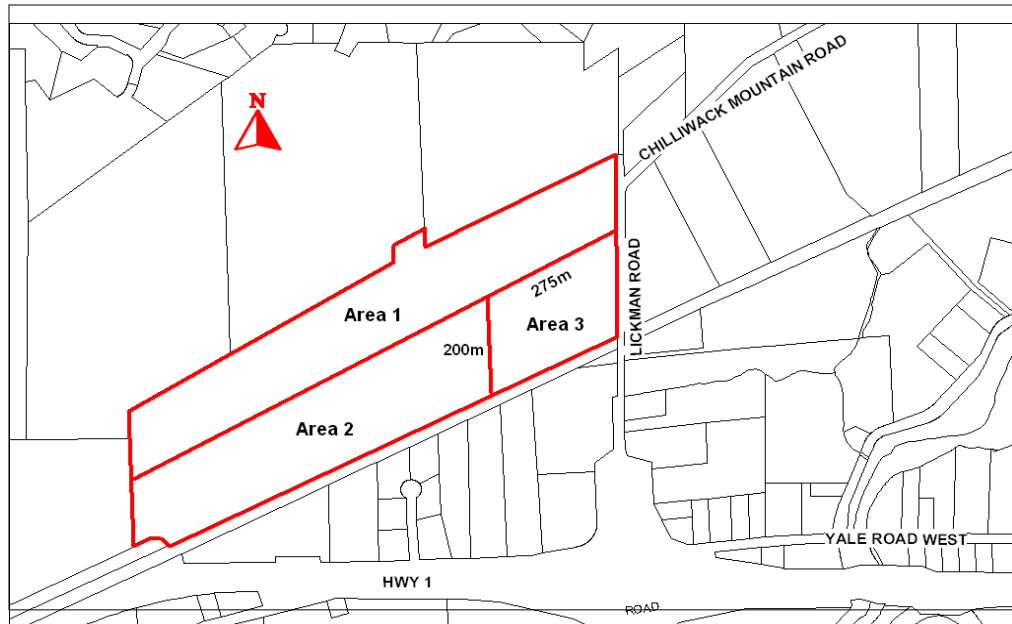 N
CHILLIWACK MOUNTAIN ROAD
LICKMAN ROAD
275m
Area 1
Area 3
200m
Area 2
YALE ROAD WEST
HWY 1
ROAD